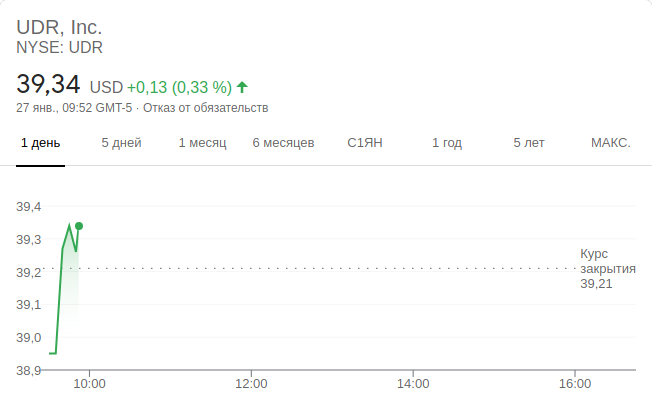 UDR, Inc.
NYSE: UDR
39,34 USD +0,13 (0,33 %)
27 янв., 09:52 GMT-5 · Отказ от обязательств
1 день 5 дней 1 месяц 6 месяцев С1ЯН 1 год 5 лет МАКС.
39,4
39,3
39,2
39,1
39,0
38,9
Курс
закрытия
39,21
10:00 12:00 14:00 16:00